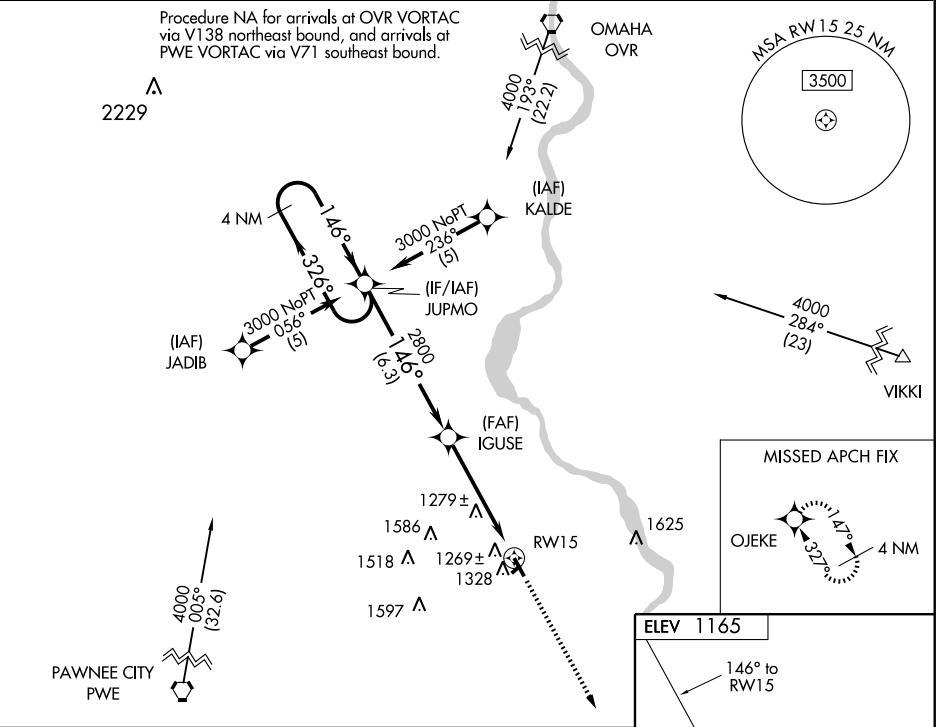 Procedure NA for arrivals at OVR VORTAC
via V138 northeast bound, and arrivals at
PWE VORTAC via V71 southeast bound.
OMAHA
OVR
4000
193°
(22.2)
MSA RW15 25 NM
3500
2229
4 NM
146°
326°
(IAF)
KALDE
3000 NoPT
236°
(5)
(IF/IAF)
JUPMO
3000 NoPT
056°
(5)
(IAF)
JADIB
2800
146°
(6.3)
4000
284°
(23)
VIKKI
(FAF)
IGUSE
MISSED APCH FIX
OJEKE
147°
327°
4 NM
1279±
1586
1518
1269±
1328
RW15
1625
1597
4000
005°
(32.6)
PAWNEE CITY
PWE
ELEV 1165
146° to
RW15